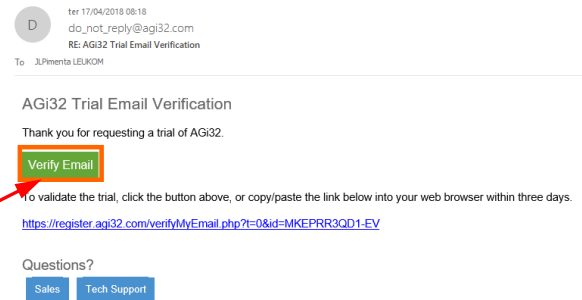 D
ter 17/04/2018 08:18
do_not_reply@agi32.com
RE: AGi32 Trial Email Verification
To JLPimenta LEUKOM
AGi32 Trial Email Verification
Thank you for requesting a trial of AGi32.
Verify Email
To validate the trial, click the button above, or copy/paste the link below into your web browser within three days.
https://register.agi32.com/verifyMyEmail.php?t=0&id=MKEPRR3QD1-EV
Questions?
Sales Tech Support